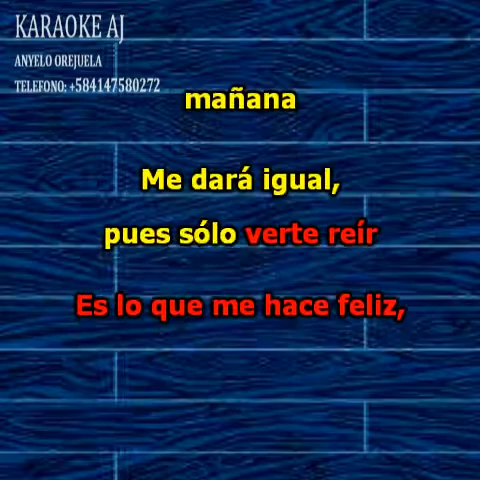 KARAOKE AJ
ANYELO OREJUELA
TELEFONO: +584147580272
mañana
Me dará igual,
pues sólo verte reír
Es lo que me hace feliz,